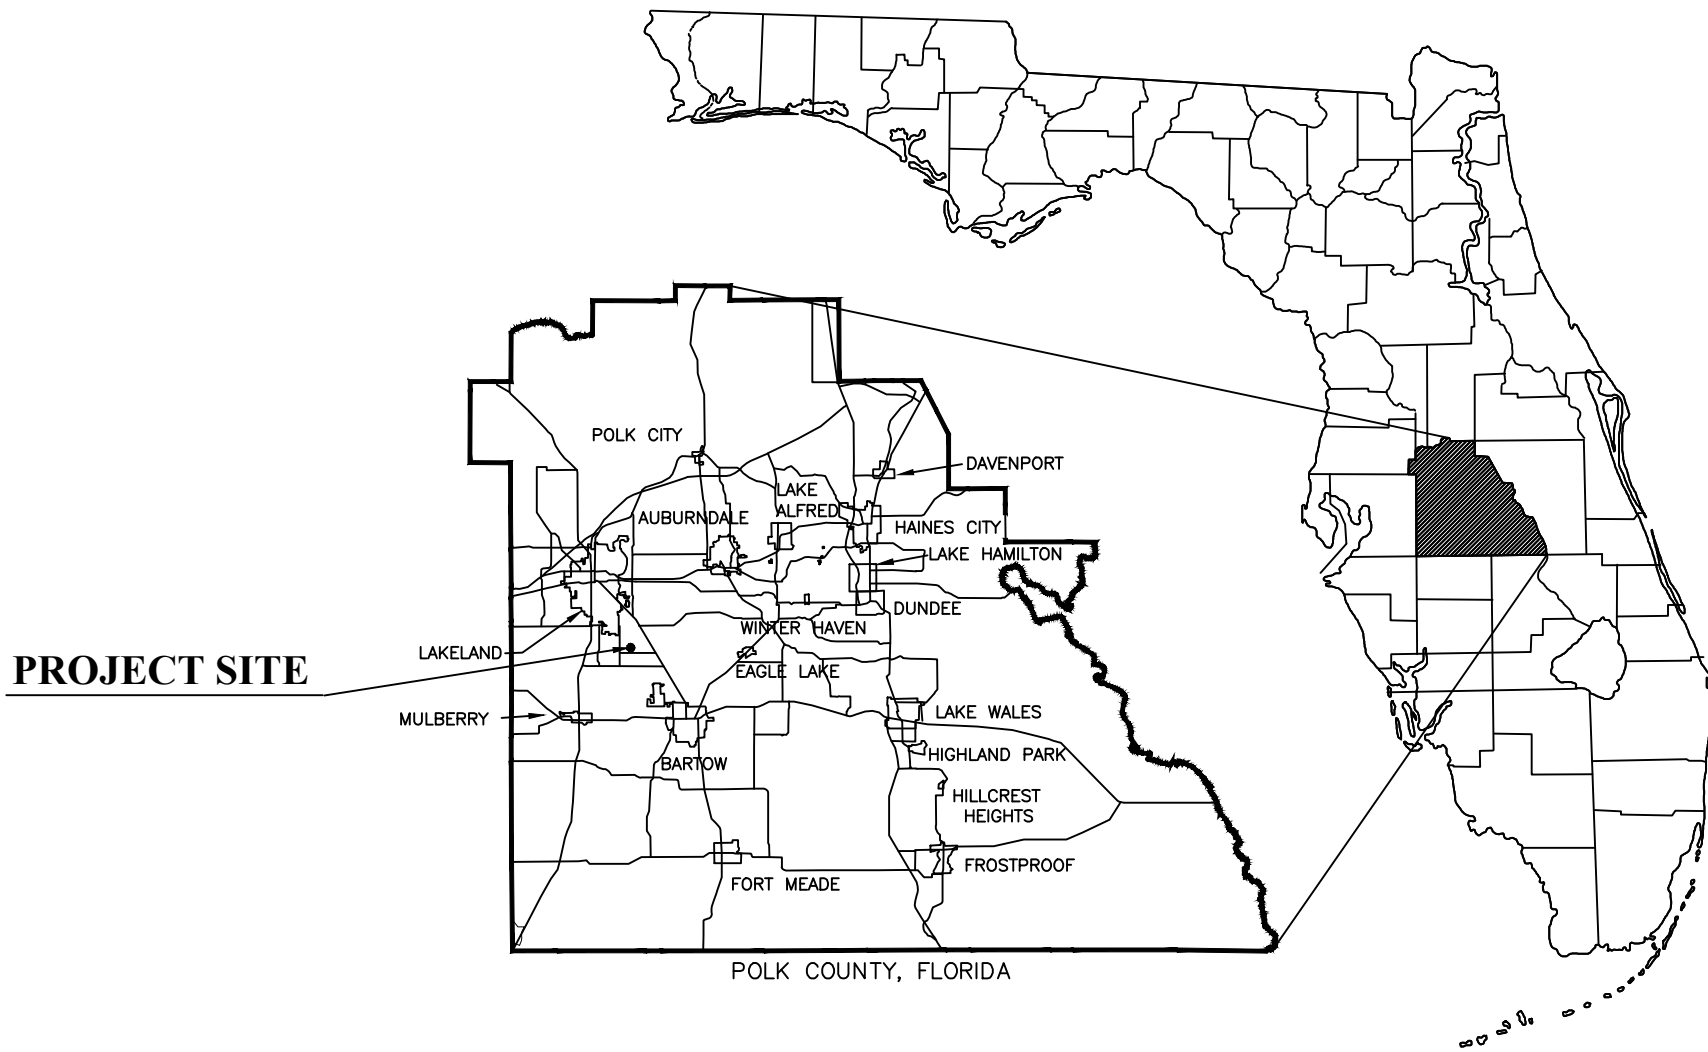 POLK CITY
DAVENPORT
LAKE
ALFRED
AUBURNDALE
HAINES CITY
LAKE HAMILTON
DUNDEE
WINTER HAVEN
LAKELAND
PROJECT SITE
EAGLE LAKE
MULBERRY
LAKE WALES
HIGHLAND PARK
BARTOW
HILLCREST
HEIGHTS
FROSTPROOF
FORT MEADE
POLK COUNTY, FLORIDA